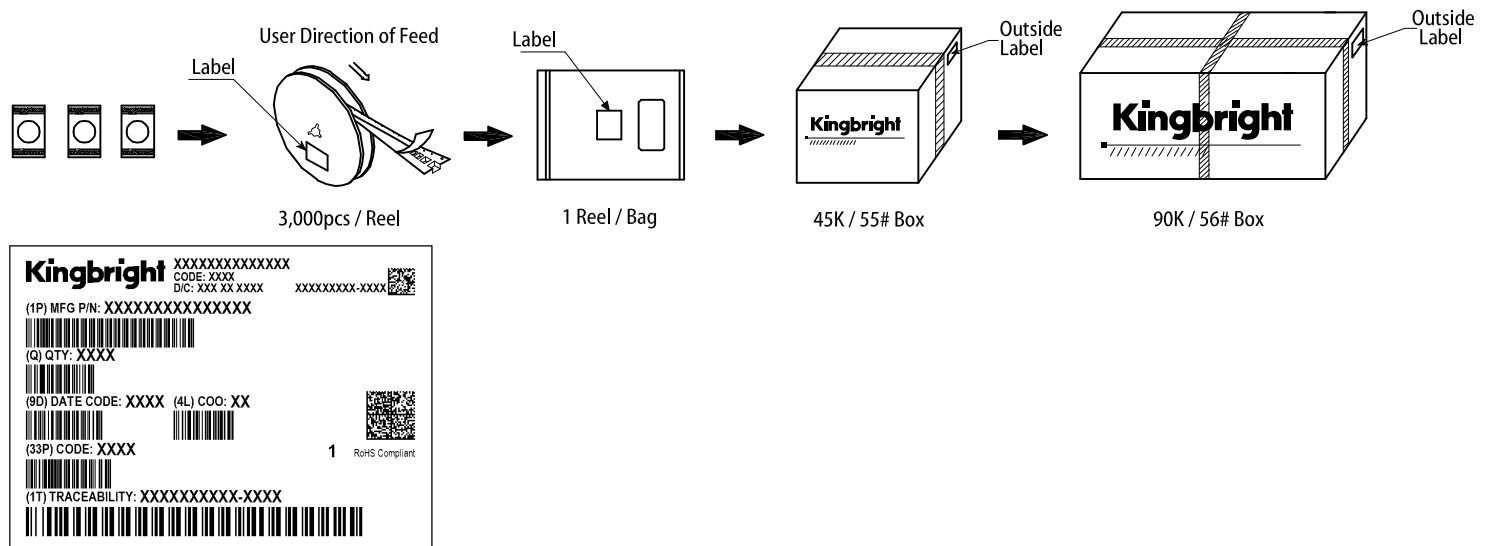 User Direction of Feed
Label
3,000pcs / Reel
Label
1 Reel / Bag
Outside
Label
Kingbright
45K / 55# Box
Outside
Label
Kingbright
90K / 56# Box
Kingbright
XXXXXXXXXXXXXX
CODE: XXXX
D/C: XXX XX XXXX XXXXXXXXX-XXXX
(1P) MFG P/N: XXXXXXXXXXXXXXX
(Q) QTY: XXXX
(9D) DATE CODE: XXXX (4L) COO: XX
(33P) CODE: XXXX
1 RoHS Compliant
(1T) TRACEABILITY: XXXXXXXXXX-XXXX